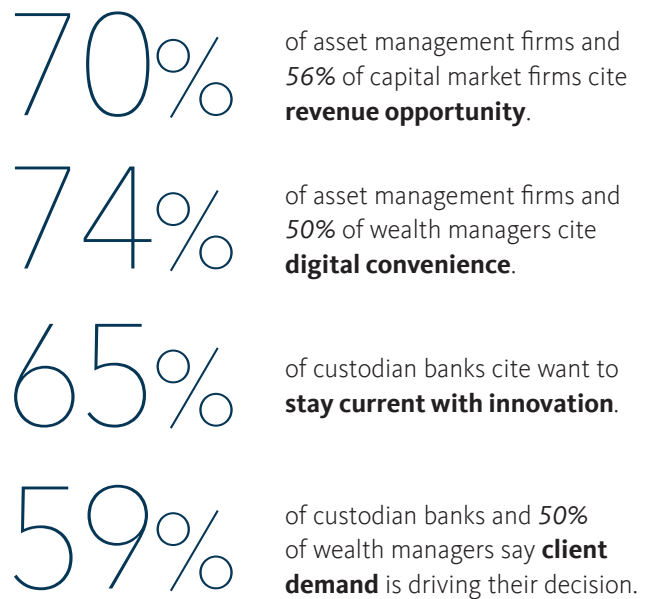 70%
of asset management firms and
56% of capital market firms cite
revenue opportunity.
74%
of asset management firms and
50% of wealth managers cite
digital convenience.
65%
of custodian banks cite want to
stay current with innovation.
59%
of custodian banks and 50%
of wealth managers say client
demand is driving their decision.